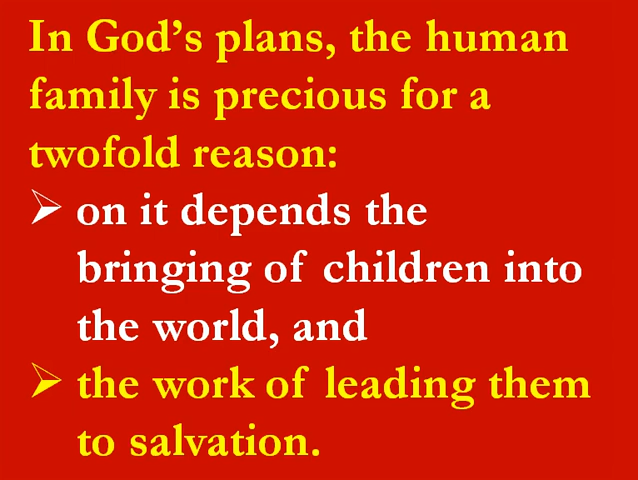 In God’s plans, the human
family is precious for a
twofold reason:
➢ on it depends the
bringing of children into
the world, and
➢ the work of leading them
to salvation.